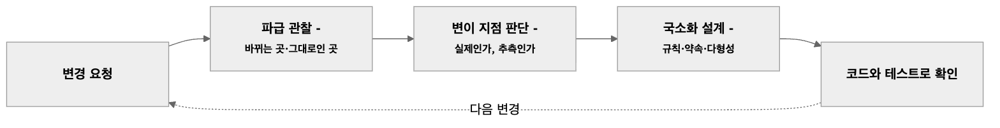 변경 요청
파급 관찰 -
바뀌는 곳·그대로인 곳
변이 지점 판단 -
실제인가, 추측인가
국소화 설계 -
규칙·약속·다형성
코드와 테스트로 확인
다음 변경